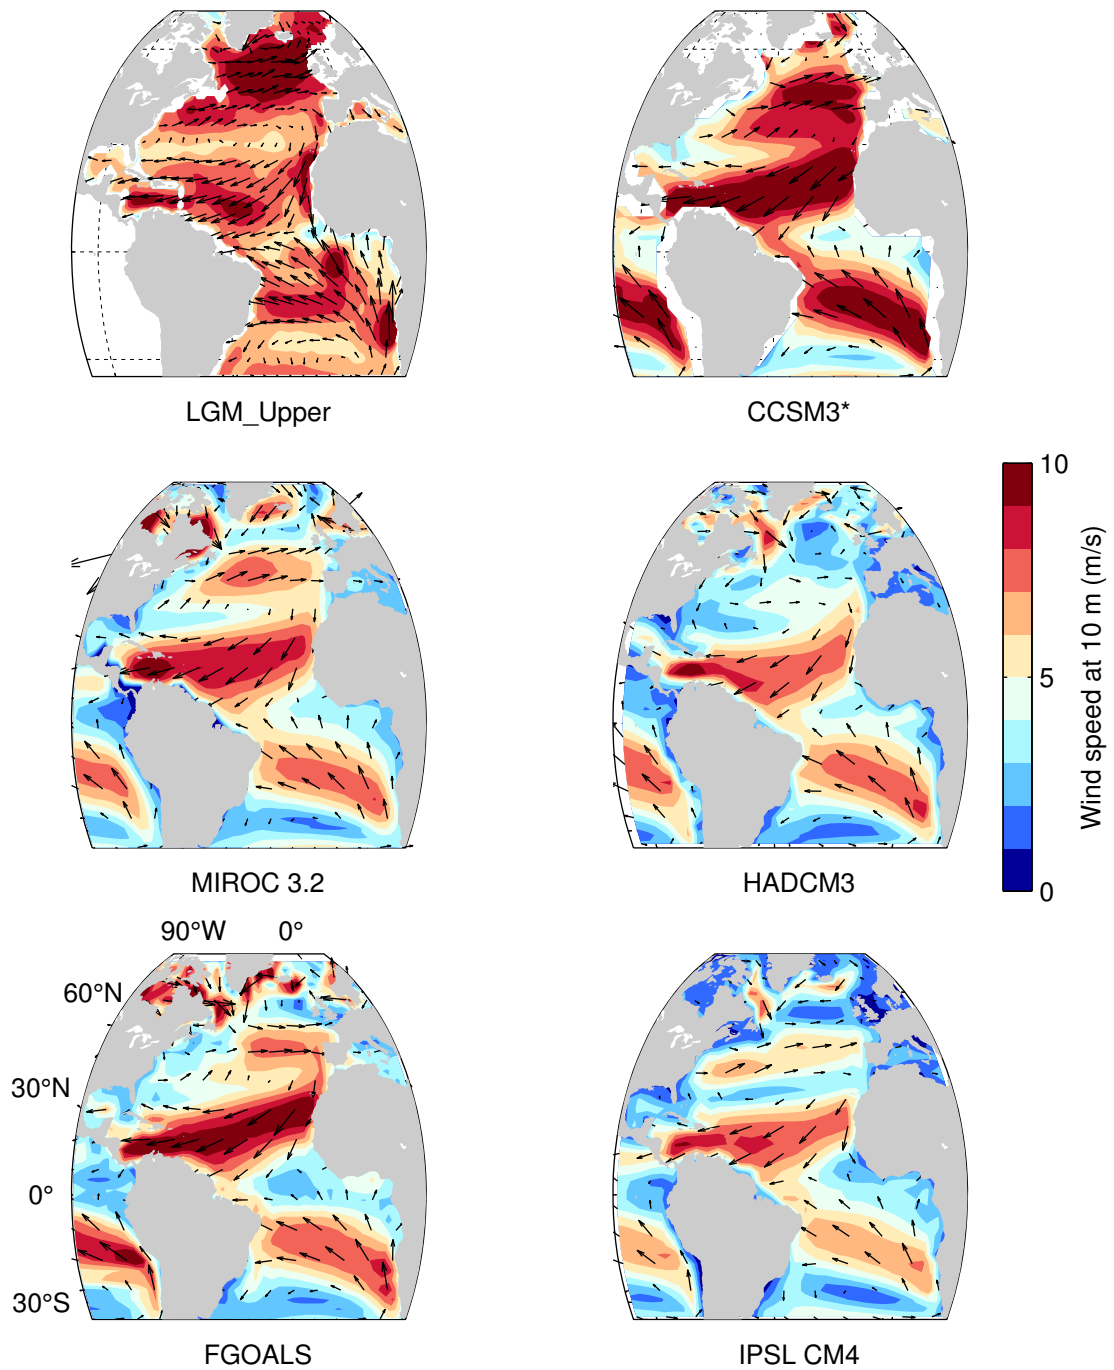 LGM_Upper
CCSM3*
10
5
0
Wind speed at 10 m (m/s)
MIROC 3.2
HADCM3
90°W 0°
60°N
30°N
0°
30°S
FGOALS
IPSL CM4